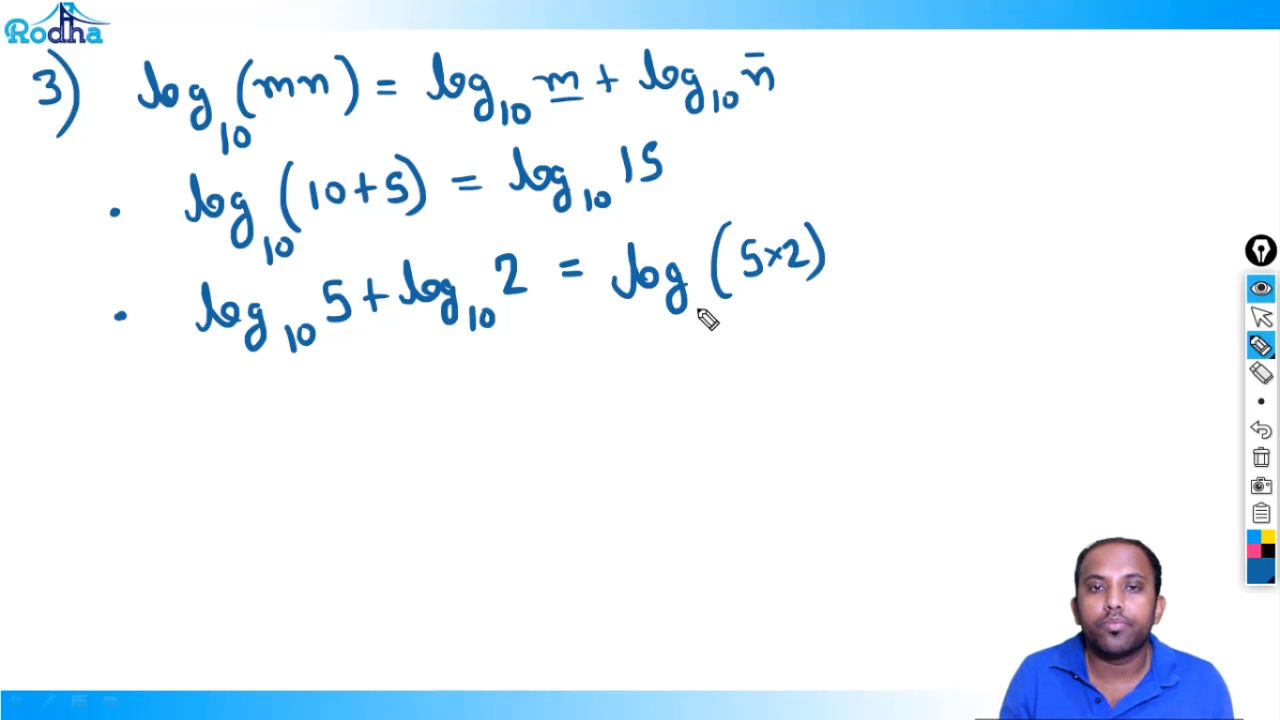 Rodha
3) log₁₀(mn) = log₁₀ m + log₁₀ n̄
· log₁₀(10+5) = log₁₀ 15
· log₁₀ 5 + log₁₀ 2 = log (5×2)